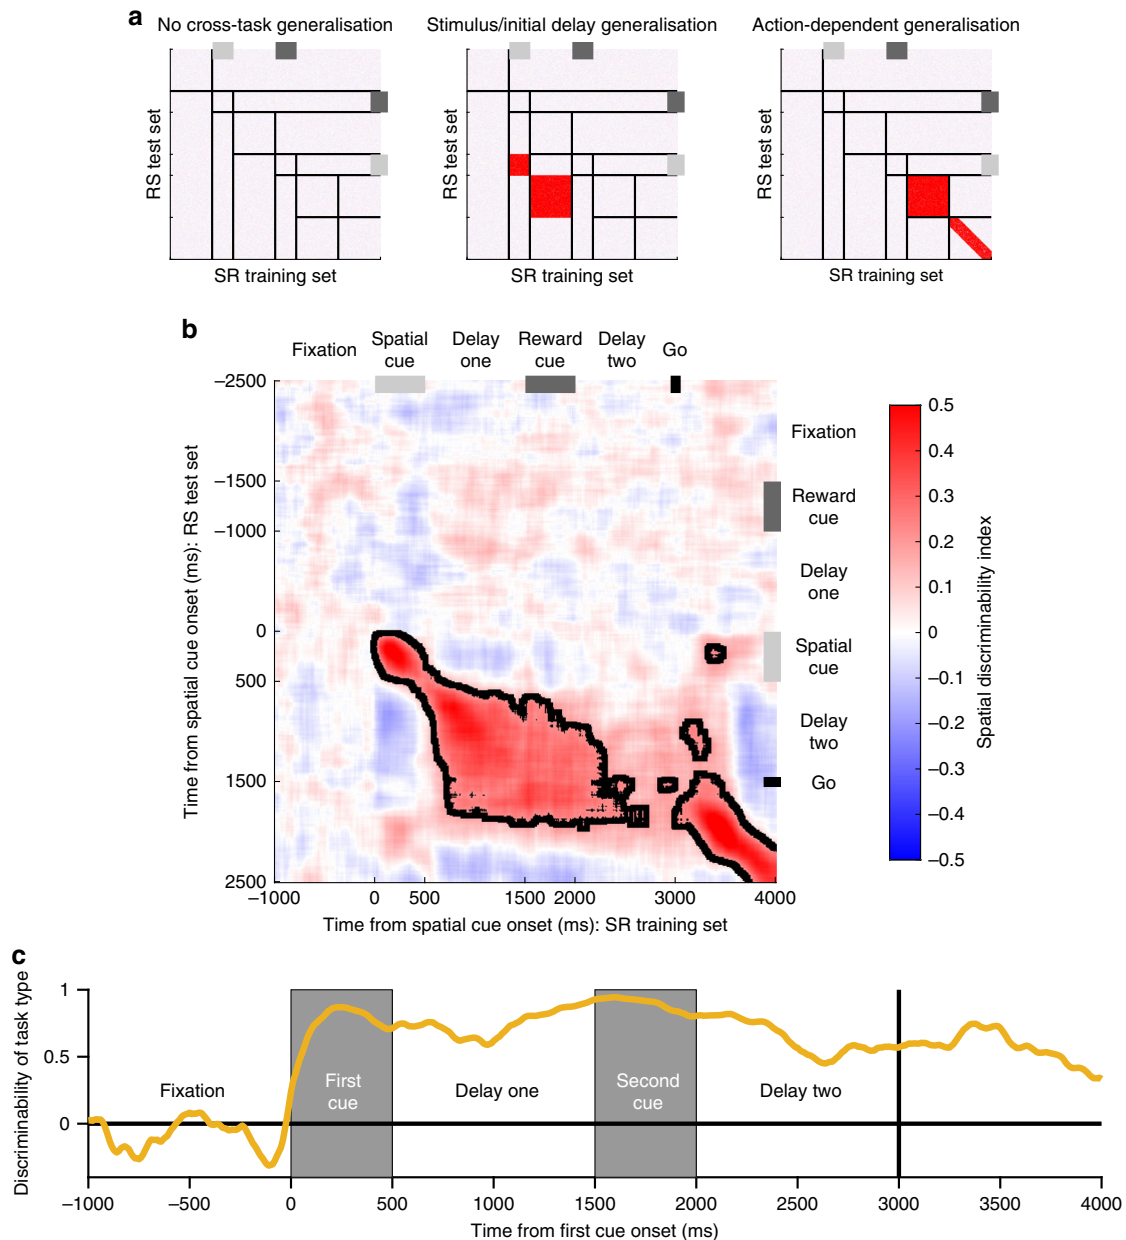 a
No cross-task generalisation
Stimulus/initial delay generalisation
Action-dependent generalisation
RS test set
RS test set
RS test set
SR training set
SR training set
SR training set
b
Fixation
Spatial
cue
Delay
one
Reward
cue
Delay
two
Go
Time from spatial cue onset (ms): RS test set
−2500
−1500
−1000
0
500
1500
2500
Fixation
Reward
cue
Delay
one
Spatial
cue
Delay
two
Go
−1000
0
500
1500
2000
3000
4000
Time from spatial cue onset (ms): SR training set
0.5
0.4
0.3
0.2
0.1
0
−0.1
−0.2
−0.3
−0.4
−0.5
Spatial discriminability index
c
Discriminability of task type
1
0.5
0
Fixation
First
cue
Delay one
Second
cue
Delay two
−1000
−500
0
500
1000
1500
2000
2500
3000
3500
4000
Time from first cue onset (ms)